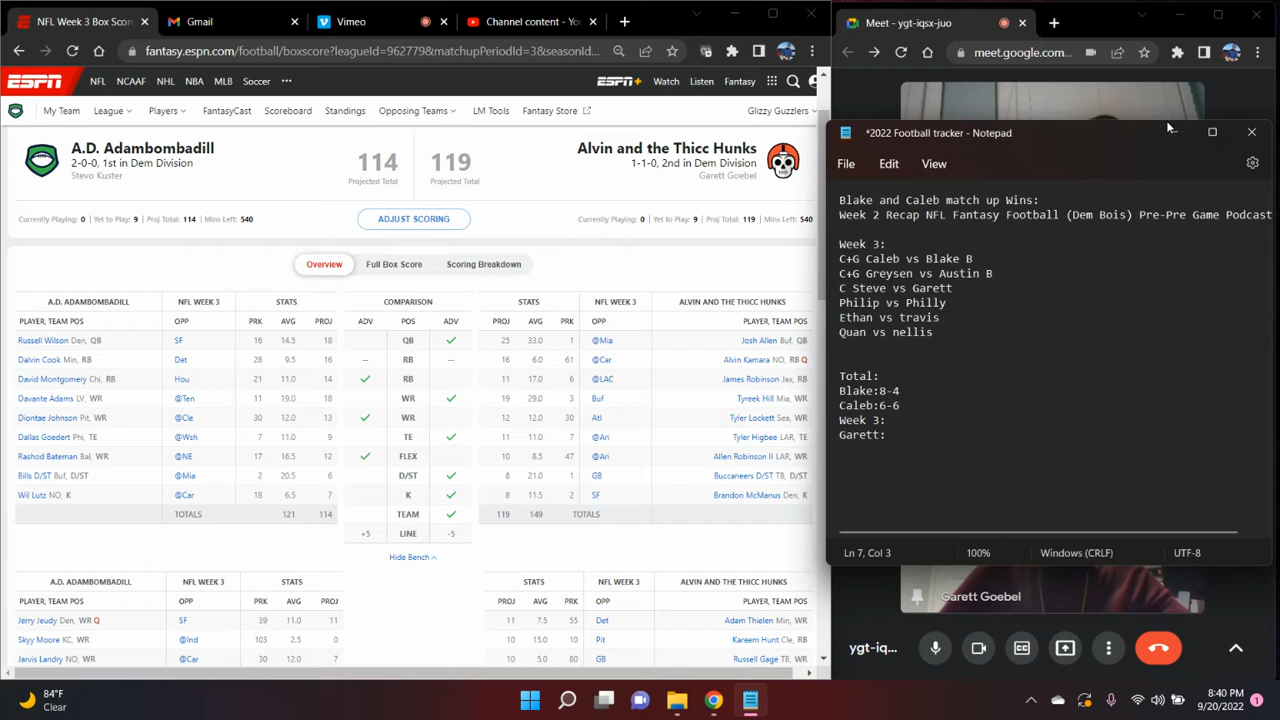 NFL Week 3 Box Score
Gmail
Vimeo
Channel content - Yo
Meet - ygt-iqsx-juo
fantasy.espn.com/football/boxscore?leagueId=962779&matchupPeriodId=3&seasonId
meet.google.com
ESPN NFL NCAAF NHL NBA MLB Soccer ESPN+ Watch Listen Fantasy
My Team League Players FantasyCast Scoreboard Standings Opposing Teams LM Tools Fantasy Store Glizzy Guzzlers
A.D. Adambombadill
2-0-0, 1st in Dem Division
Stevo Kuster
114
Projected Total
119
Projected Total
Alvin and the Thicc Hunks
1-1-0, 2nd in Dem Division
Garett Goebel
Currently Playing: 0 Yet to Play: 9 Proj Total: 114 Mins Left: 540
ADJUST SCORING
Currently Playing: 0 Yet to Play: 9 Proj Total: 119 Mins Left: 540
Overview Full Box Score Scoring Breakdown
A.D. ADAMBOMBADILL NFL WEEK 3 STATS COMPARISON STATS NFL WEEK 3 ALVIN AND THE THICC HUNKS
PLAYER, TEAM POS OPP PRK AVG PROJ ADV POS ADV PROJ AVG PRK OPP PLAYER, TEAM POS
Russell Wilson Den, QB SF 16 14.5 18 QB 25 33.0 1 @Mia Josh Allen Buf, QB
Dalvin Cook Min, RB Det 28 9.5 16 -- RB -- 16 6.0 61 @Car Alvin Kamara NO, RB Q
David Montgomery Chi, RB Hou 21 11.0 14 RB 11 17.0 6 @LAC James Robinson Jax, RB
Davante Adams LV, WR @Ten 11 19.0 18 WR 19 29.0 3 Buf Tyreek Hill Mia, WR
Diontae Johnson Pit, WR @Cle 30 12.0 13 WR 12 12.0 30 Atl Tyler Lockett Sea, WR
Dallas Goedert Phi, TE @Wsh 7 11.0 9 TE 11 11.0 7 @Ari Tyler Higbee LAR, TE
Rashod Bateman Bal, WR @NE 17 16.5 12 FLEX 10 8.5 47 @Ari Allen Robinson II LAR, WR
Bills D/ST Buf, D/ST @Mia 2 20.5 6 D/ST 8 21.0 1 GB Buccaneers D/ST TB, D/ST
Wil Lutz NO, K @Car 18 6.5 7 K 8 11.5 2 SF Brandon McManus Den, K
TOTALS 121 114 TEAM 119 149 TOTALS
+5 LINE -5
Hide Bench
A.D. ADAMBOMBADILL NFL WEEK 3 STATS STATS NFL WEEK 3 ALVIN AND THE THICC HUNKS
PLAYER, TEAM POS OPP PRK AVG PROJ PROJ AVG PRK OPP PLAYER, TEAM POS
Jerry Jeudy Den, WR Q SF 39 11.0 11 11 7.5 55 Det Adam Thielen Min, WR
Skyy Moore KC, WR @Ind 103 2.5 0 10 15.0 10 Pit Kareem Hunt Cle, RB
Jarvis Landry NO, WR @Car 30 12.0 7 10 5.0 80 GB Russell Gage TB, WR
*2022 Football tracker - Notepad
File Edit View
Blake and Caleb match up Wins:
Week 2 Recap NFL Fantasy Football (Dem Bois) Pre-Pre Game Podcast
Week 3:
C+G Caleb vs Blake B
C+G Greysen vs Austin B
C Steve vs Garett
Philip vs Philly
Ethan vs travis
Quan vs nellis
Total:
Blake:8-4
Caleb:6-6
Week 3:
Garett:
Ln 7, Col 3 100% Windows (CRLF) UTF-8
Garett Goebel
ygt-iq...
84°F
Clear
8:40 PM
9/20/2022
1